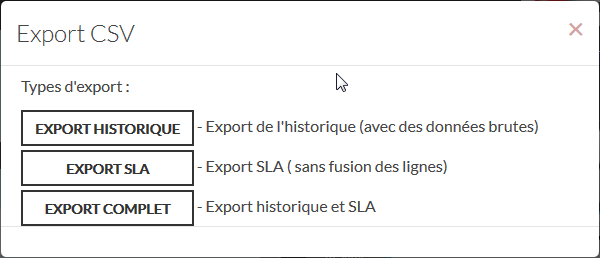 Export CSV
Types d'export :
EXPORT HISTORIQUE - Export de l'historique (avec des données brutes)
EXPORT SLA - Export SLA ( sans fusion des lignes)
EXPORT COMPLET - Export historique et SLA